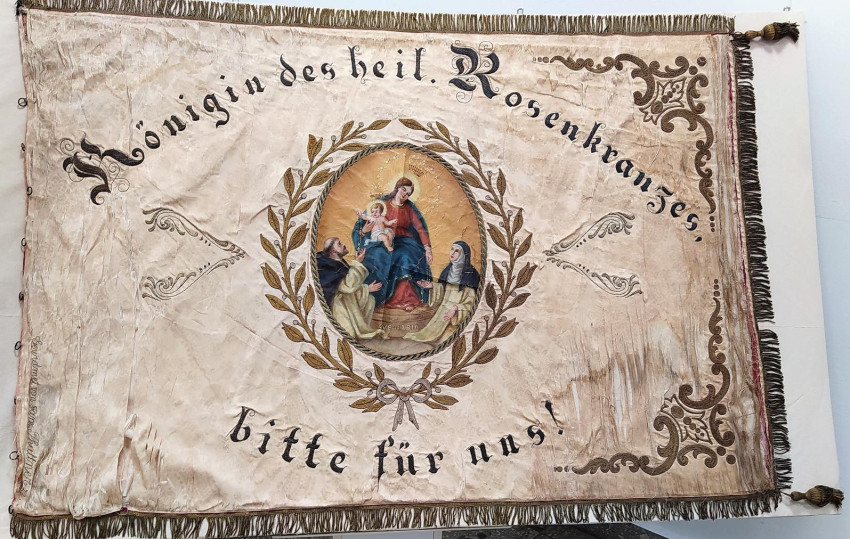 Königin des heil. Rosenkranzes,
bitte für uns!